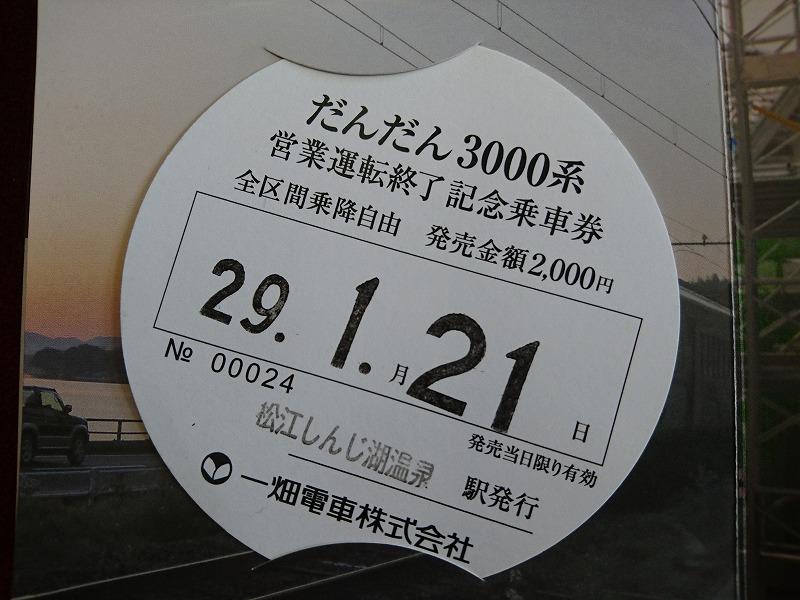 だんだん3000系
営業運転終了記念乗車券
全区間乗降自由 発売金額2,000円
29. 1. 月 21 日
№ 00024
発売当日限り有効
松江しんじ湖温泉 駅発行
一畑電車株式会社